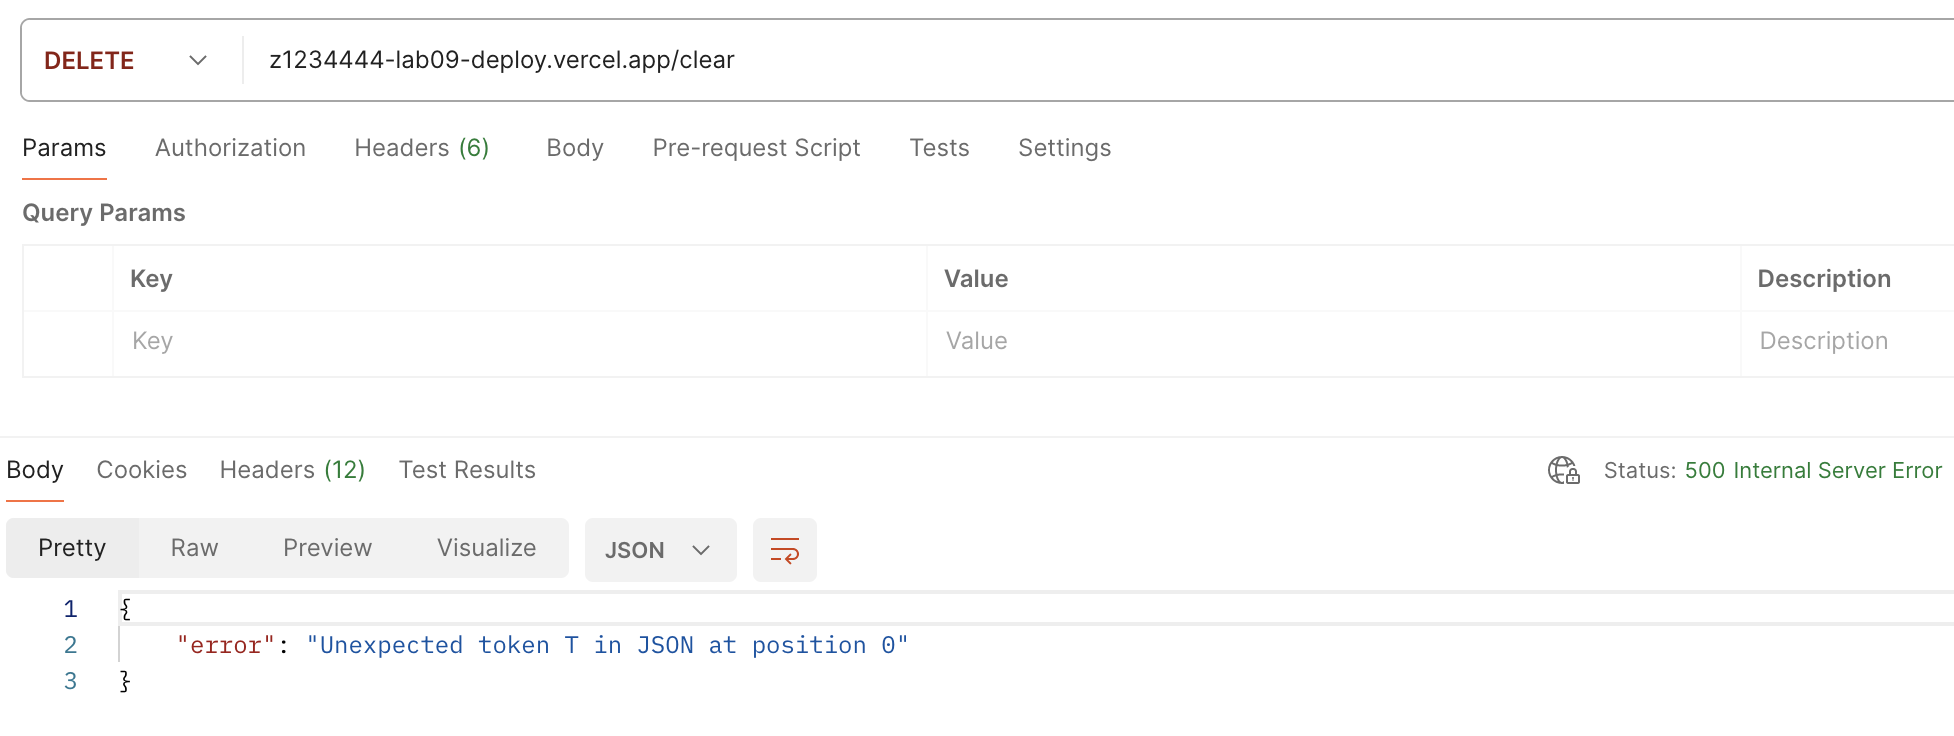 DELETE z1234444-lab09-deploy.vercel.app/clear
Params Authorization Headers (6) Body Pre-request Script Tests Settings
Query Params
Key Value Description
Key Value Description
Body Cookies Headers (12) Test Results Status: 500 Internal Server Error
Pretty Raw Preview Visualize JSON
1 {
2 "error": "Unexpected token T in JSON at position 0"
3 }